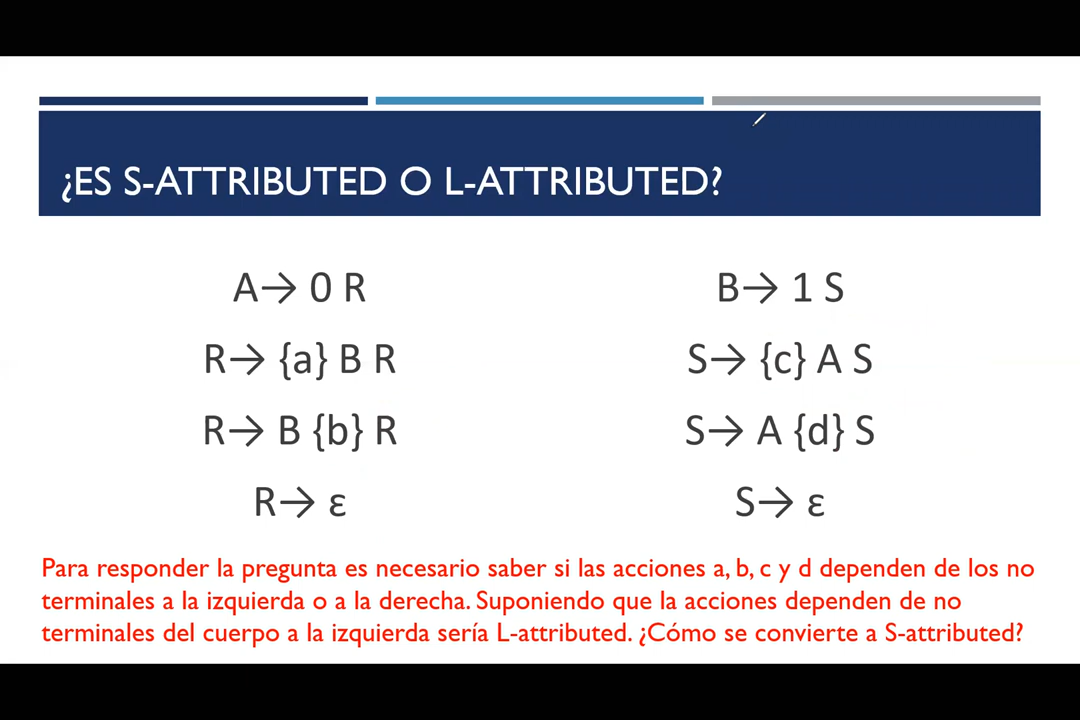 ¿ES S-ATTRIBUTED O L-ATTRIBUTED?
A→ 0 R
R→ {a} B R
R→ B {b} R
R→ ε
B→ 1 S
S→ {c} A S
S→ A {d} S
S→ ε
Para responder la pregunta es necesario saber si las acciones a, b, c y d dependen de los no
terminales a la izquierda o a la derecha. Suponiendo que la acciones dependen de no
terminales del cuerpo a la izquierda sería L-attributed. ¿Cómo se convierte a S-attributed?